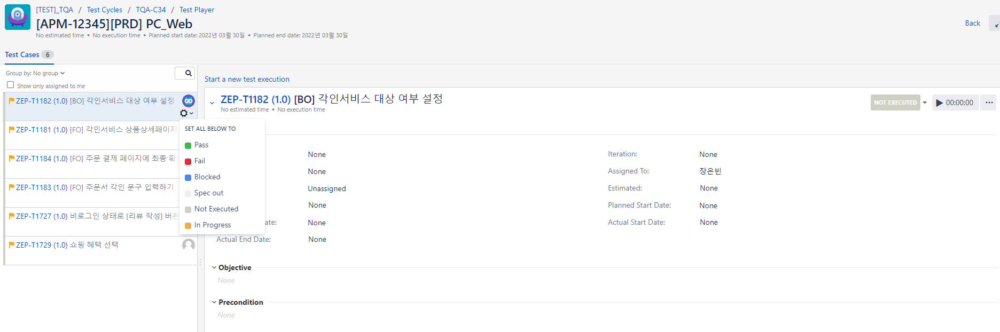 [TEST]_TQA / Test Cycles / TQA-C34 / Test Player
[APM-12345][PRD] PC_Web
No estimated time • No execution time • Planned start date: 2022년 03월 30일 • Planned end date: 2022년 03월 30일
Back
Test Cases 6
Group by: No group
Show only assigned to me
ZEP-T1182 (1.0) [BO] 각인서비스 대상 여부 설정
ZEP-T1181 (1.0) [FO] 각인서비스 상품상세페이지
ZEP-T1184 (1.0) [FO] 주문 결제 페이지에 최종 확
ZEP-T1183 (1.0) [FO] 주문서 각인 문구 입력하기
ZEP-T1727 (1.0) 비로그인 상태로 [리뷰 작성] 버튼
ZEP-T1729 (1.0) 쇼핑 혜택 선택
SET ALL BELOW TO
Pass
Fail
Blocked
Spec out
Not Executed
In Progress
Start a new test execution
ZEP-T1182 (1.0) [BO] 각인서비스 대상 여부 설정
No estimated time • No execution time
NOT EXECUTED
00:00:00
None
Iteration: None
None
Assigned To: 장은빈
Unassigned
Estimated: None
None
Planned Start Date: None
ate: None
Actual Start Date: None
Actual End Date: None
Objective
None
Precondition
None